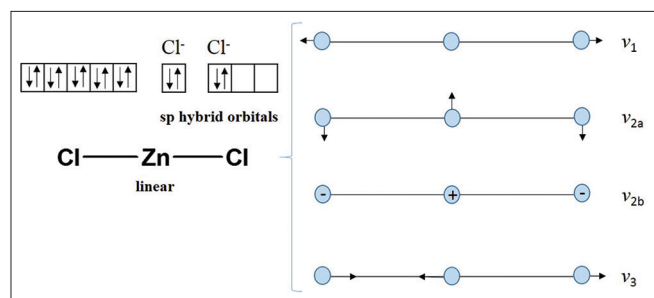 Cl- Cl-
sp hybrid orbitals
Cl—Zn—Cl
linear
ν1
ν2a
- + -
ν2b
ν3